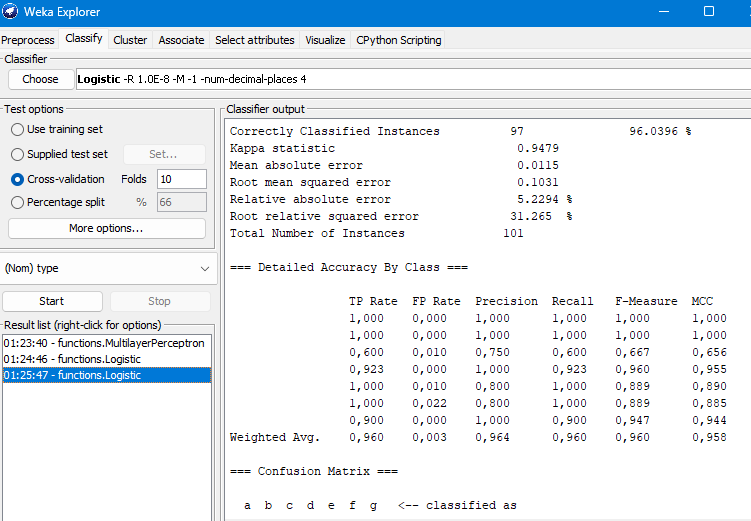 Weka Explorer
Preprocess Classify Cluster Associate Select attributes Visualize CPython Scripting
Classifier
Choose Logistic -R 1.0E-8 -M -1 -num-decimal-places 4
Test options
Use training set
Supplied test set Set...
Cross-validation Folds 10
Percentage split % 66
More options...
(Nom) type
Start Stop
Result list (right-click for options)
01:23:40 - functions.MultilayerPerceptron
01:24:46 - functions.Logistic
01:25:47 - functions.Logistic
Classifier output
Correctly Classified Instances 97 96.0396 %
Kappa statistic 0.9479
Mean absolute error 0.0115
Root mean squared error 0.1031
Relative absolute error 5.2294 %
Root relative squared error 31.265 %
Total Number of Instances 101
=== Detailed Accuracy By Class ===
TP Rate FP Rate Precision Recall F-Measure MCC
1,000 0,000 1,000 1,000 1,000 1,000
1,000 0,000 1,000 1,000 1,000 1,000
0,600 0,010 0,750 0,600 0,667 0,656
0,923 0,000 1,000 0,923 0,960 0,955
1,000 0,010 0,800 1,000 0,889 0,890
1,000 0,022 0,800 1,000 0,889 0,885
0,900 0,000 1,000 0,900 0,947 0,944
Weighted Avg. 0,960 0,003 0,964 0,960 0,960 0,958
=== Confusion Matrix ===
a b c d e f g <-- classified as